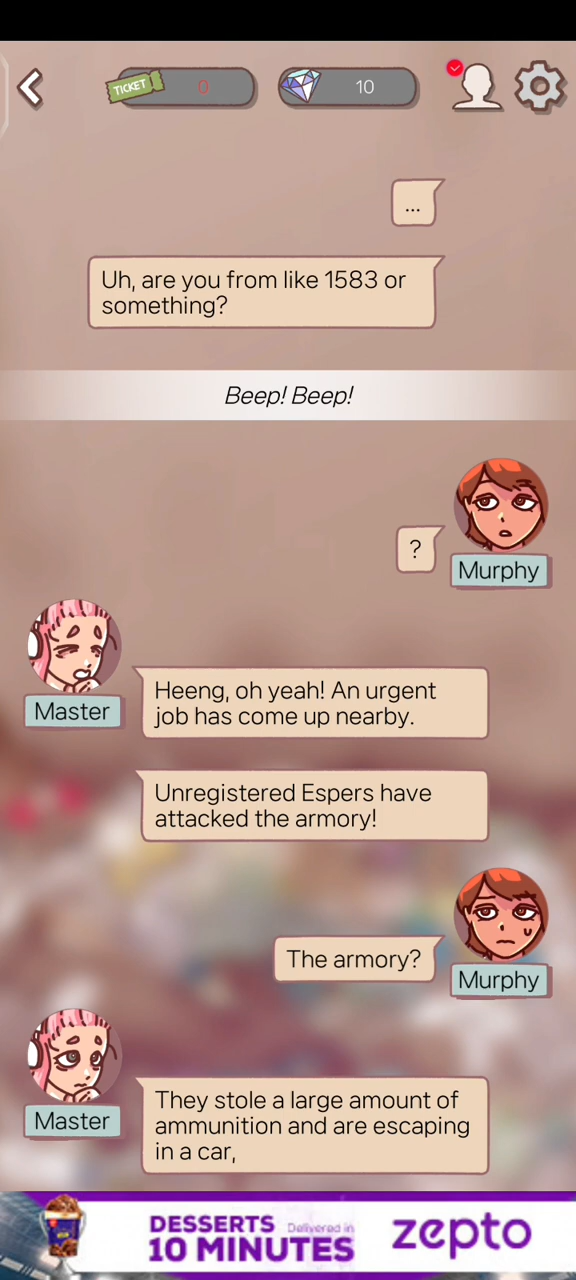 TICKET
0
10
...
Uh, are you from like 1583 or
something?
Beep! Beep!
?
Murphy
Master
Heeng, oh yeah! An urgent
job has come up nearby.
Unregistered Espers have
attacked the armory!
The armory?
Murphy
Master
They stole a large amount of
ammunition and are escaping
in a car,
DESSERTS Delivered in
10 MINUTES
zepto